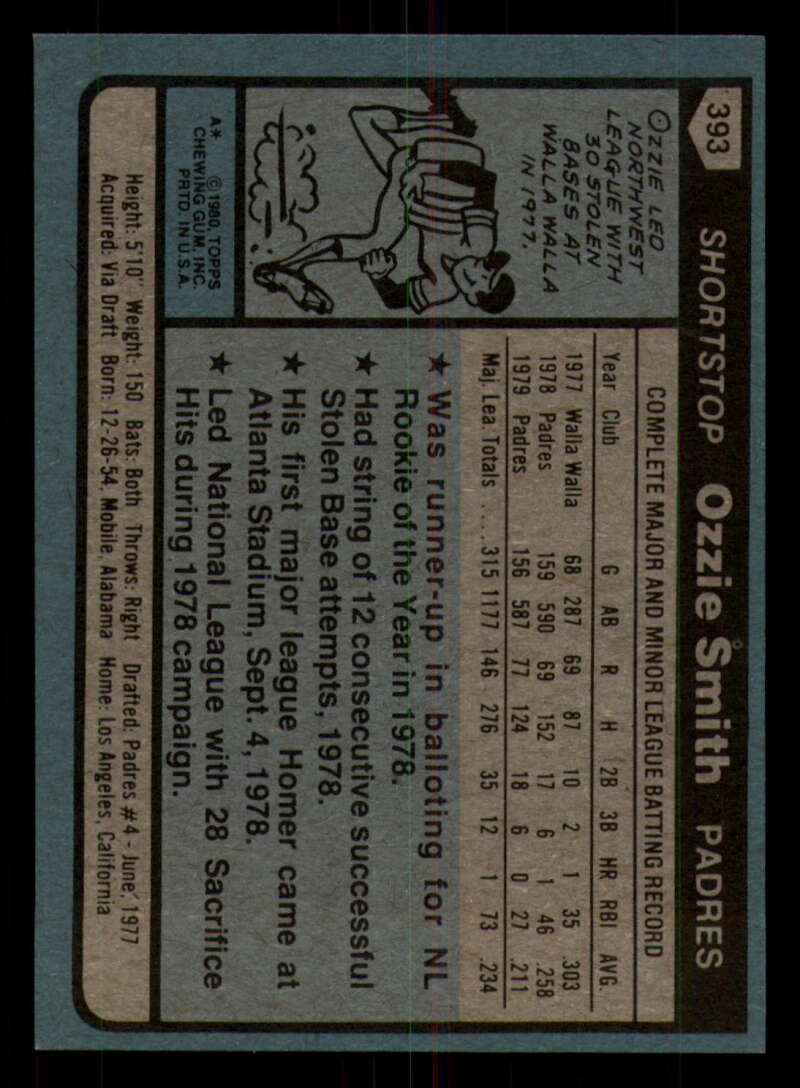 393 SHORTSTOP Ozzie Smith PADRES
OZZIE LED
NORTHWEST
LEAGUE WITH
30 STOLEN
BASES AT
WALLA WALLA
IN 1977.
A* © 1980, TOPPS
CHEWING GUM, INC.
PRTD. IN U.S.A.
COMPLETE MAJOR AND MINOR LEAGUE BATTING RECORD
Year Club G AB R H 2B 3B HR RBI AVG.
1977 Walla Walla 68 287 69 87 10 2 1 35 .303
1978 Padres 159 590 69 152 17 6 1 46 .258
1979 Padres 156 587 77 124 18 6 0 27 .211
Maj. Lea. Totals .... 315 1177 146 276 35 12 1 73 .234
★ Was runner-up in balloting for NL
Rookie of the Year in 1978.
★ Had string of 12 consecutive successful
Stolen Base attempts, 1978.
★ His first major league Homer came at
Atlanta Stadium, Sept. 4, 1978.
★ Led National League with 28 Sacrifice
Hits during 1978 campaign.
Height: 5'10" Weight: 150 Bats: Both Throws: Right Drafted: Padres #4 - June, 1977
Acquired: Via Draft Born: 12-26-54, Mobile, Alabama Home: Los Angeles, California